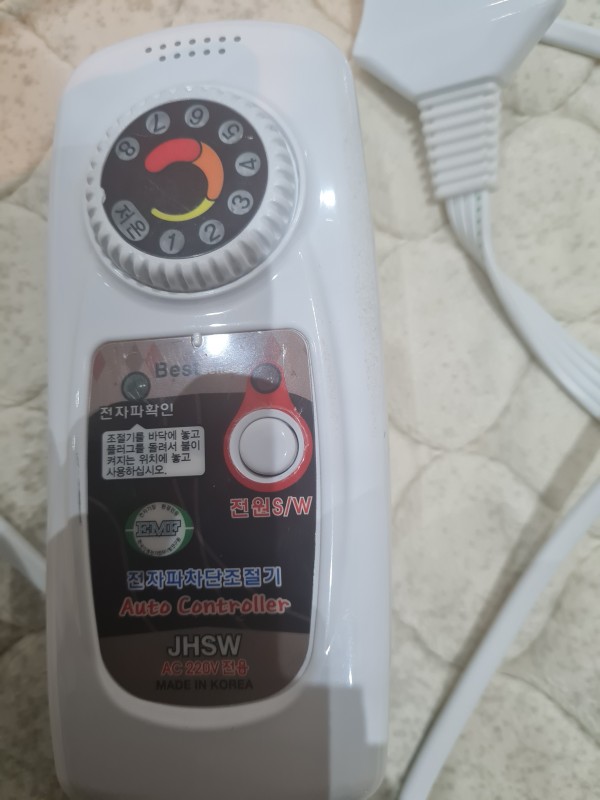 저온
1
2
3
4
5
6
7
8
Best
전자파확인
조절기를 바닥에 놓고
플러그를 돌려서 불이
켜지는 위치에 놓고
사용하십시오.
전원S/W
EMF
전자파차단조절기
Auto Controller
JHSW
AC 220V 전용
MADE IN KOREA